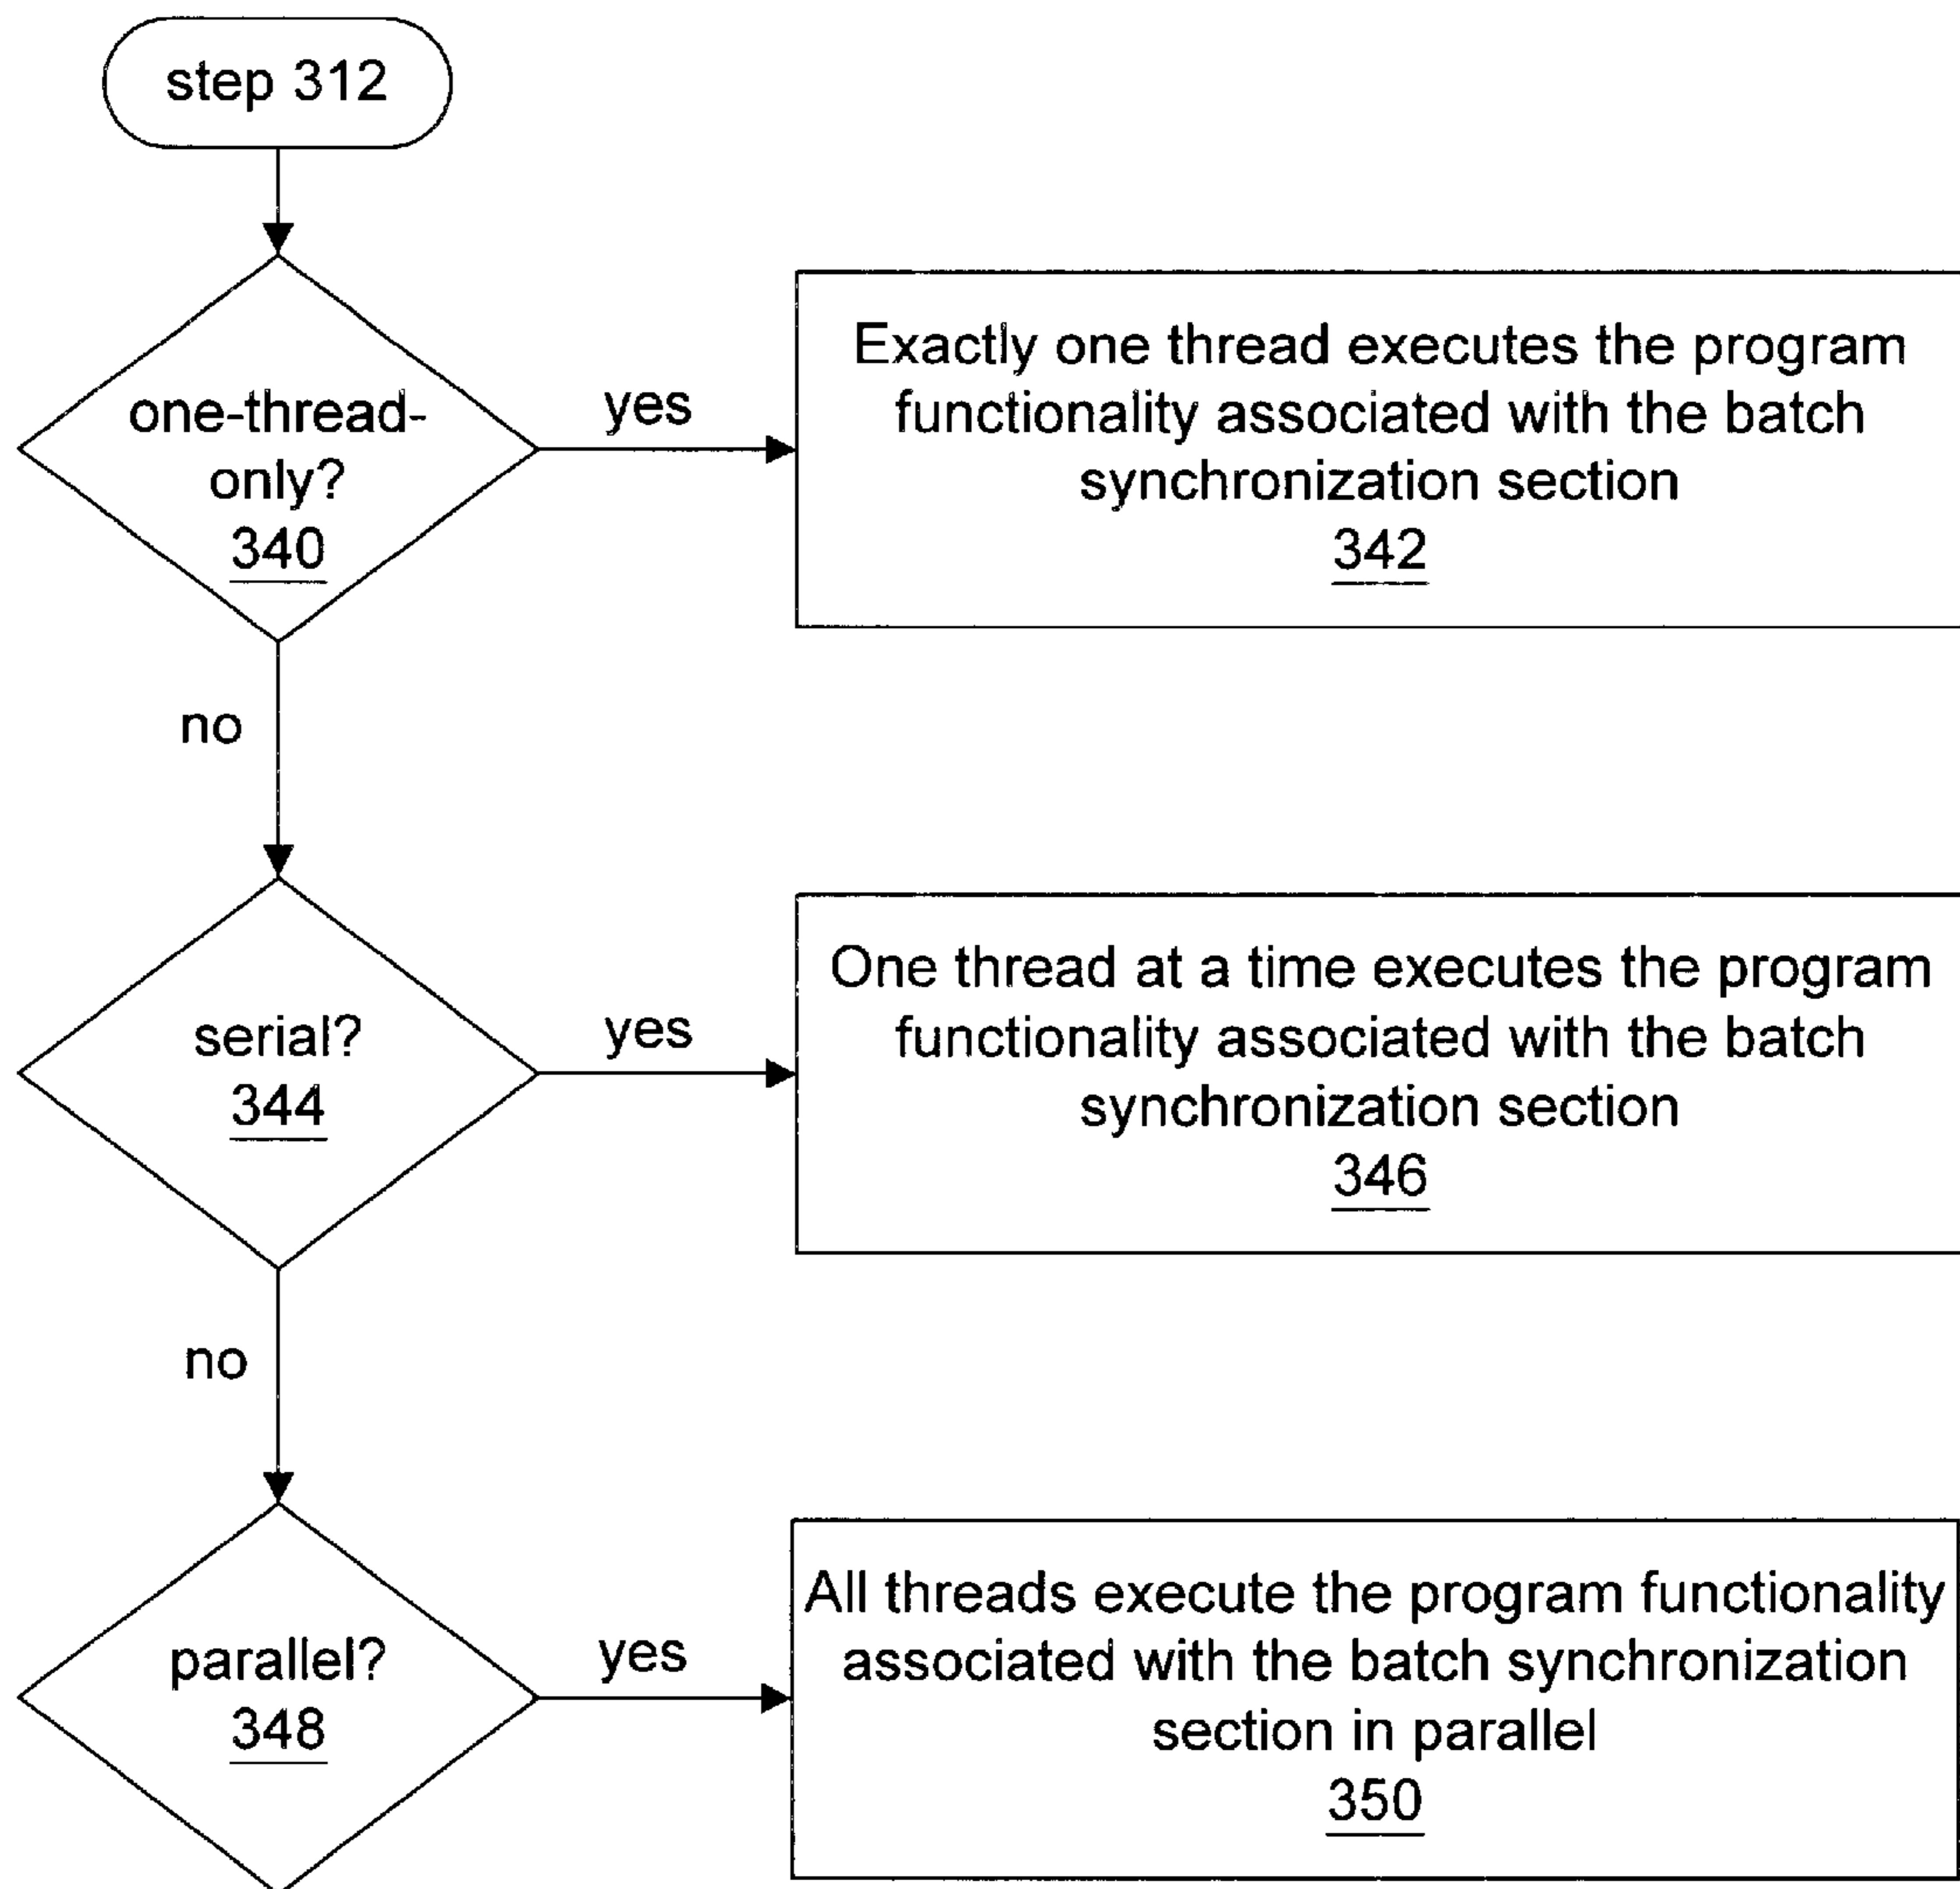 step 312
one-thread-
only?
340
yes
Exactly one thread executes the program
functionality associated with the batch
synchronization section
342
no
serial?
344
yes
One thread at a time executes the program
functionality associated with the batch
synchronization section
346
no
parallel?
348
yes
All threads execute the program functionality
associated with the batch synchronization
section in parallel
350